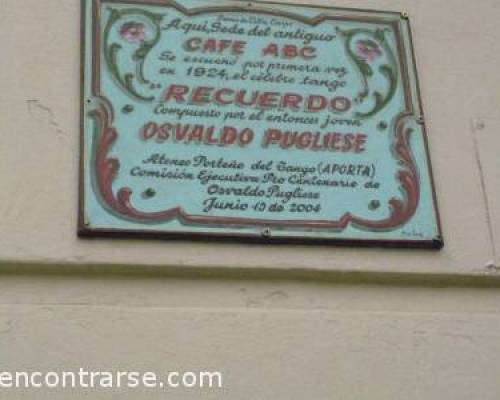 Aquí, Sede del antiguo
CAFE ABC
Se escuchó por primera vez
en 1924, el célebre tango
"RECUERDO"
Compuesto por el entonces joven
OSVALDO PUGLIESE
Ateneo Porteño del Tango (APORTA)
Comisión Ejecutiva Pro Centenario de
Osvaldo Pugliese
Junio 15 de 2004
encontrarse.com